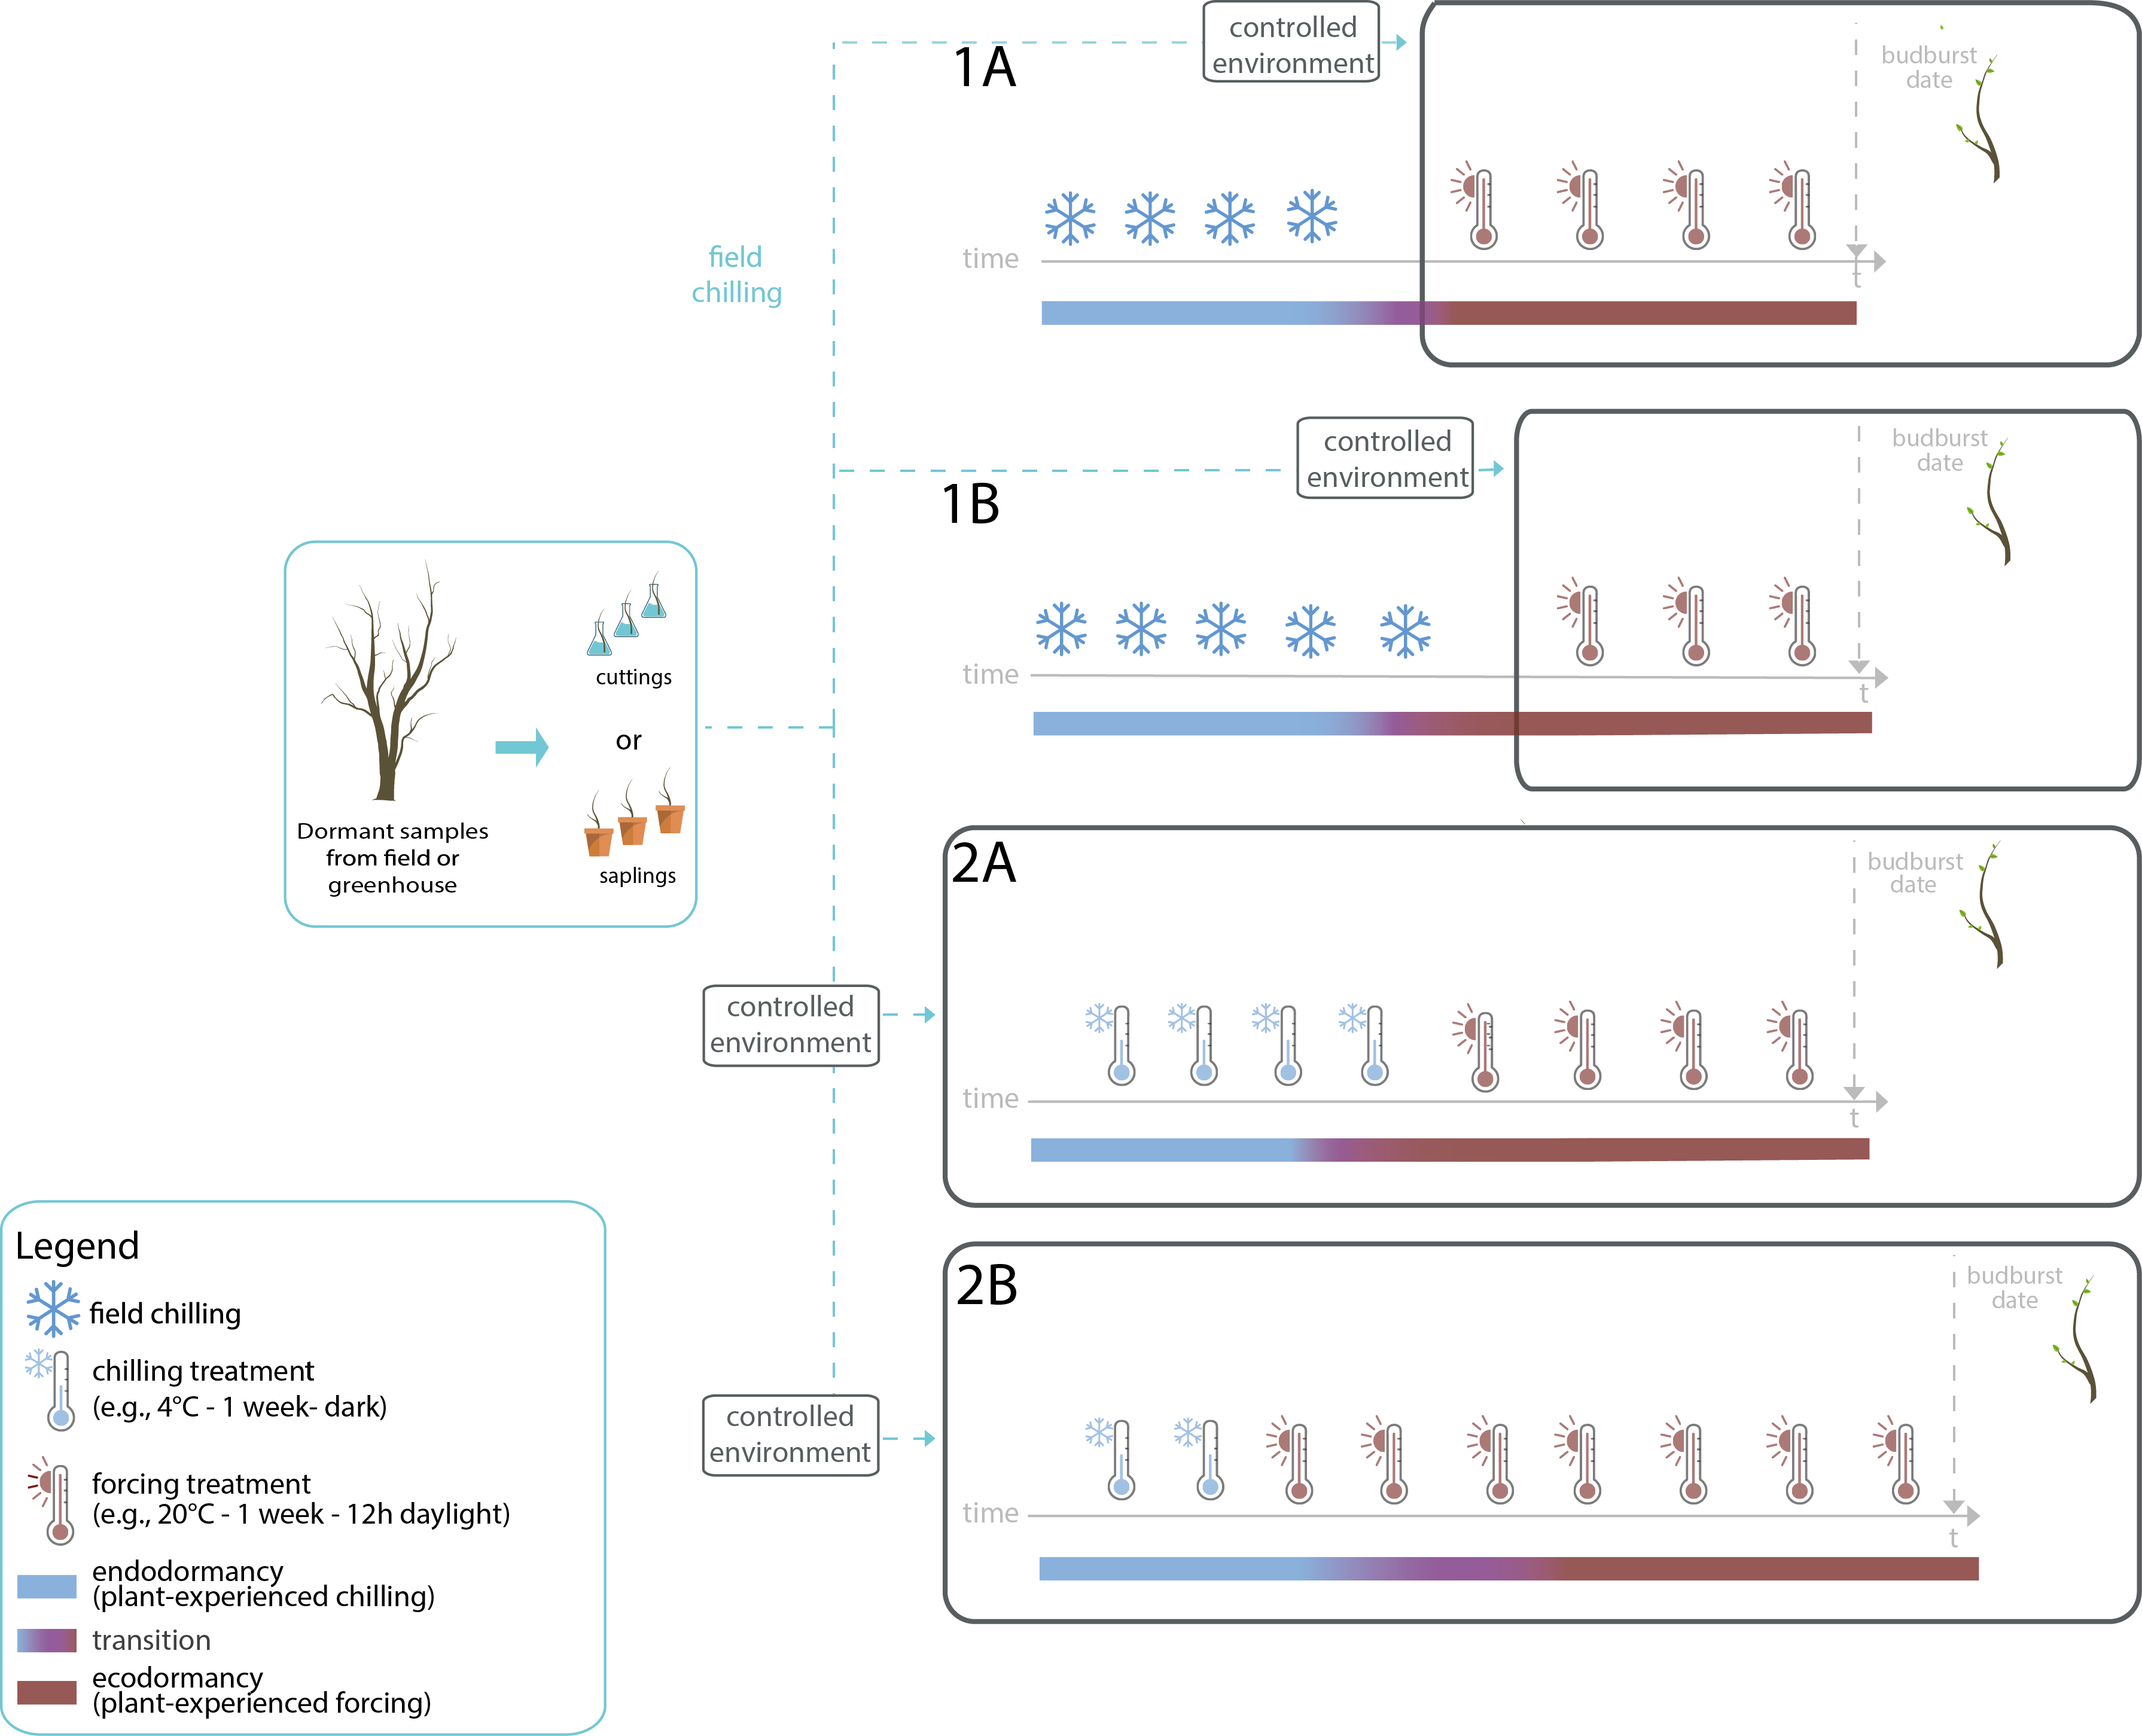 controlled
environment
1A
budburst
date
field
chilling
time
t
controlled
environment
1B
budburst
date
time
t
cuttings
or
saplings
Dormant samples
from field or
greenhouse
2A
budburst
date
controlled
environment
time
t
2B
budburst
date
controlled
environment
time
t
Legend
field chilling
chilling treatment
(e.g., 4°C - 1 week- dark)
forcing treatment
(e.g., 20°C - 1 week - 12h daylight)
endodormancy
(plant-experienced chilling)
transition
ecodormancy
(plant-experienced forcing)